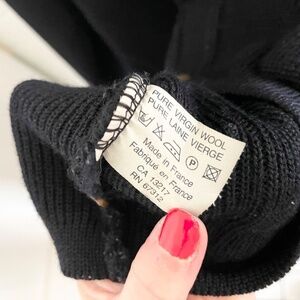 PURE VIRGIN WOOL
PURE LAINE VIERGE
P
Made in France
Fabriqué en France
CA 13217
RN 67312